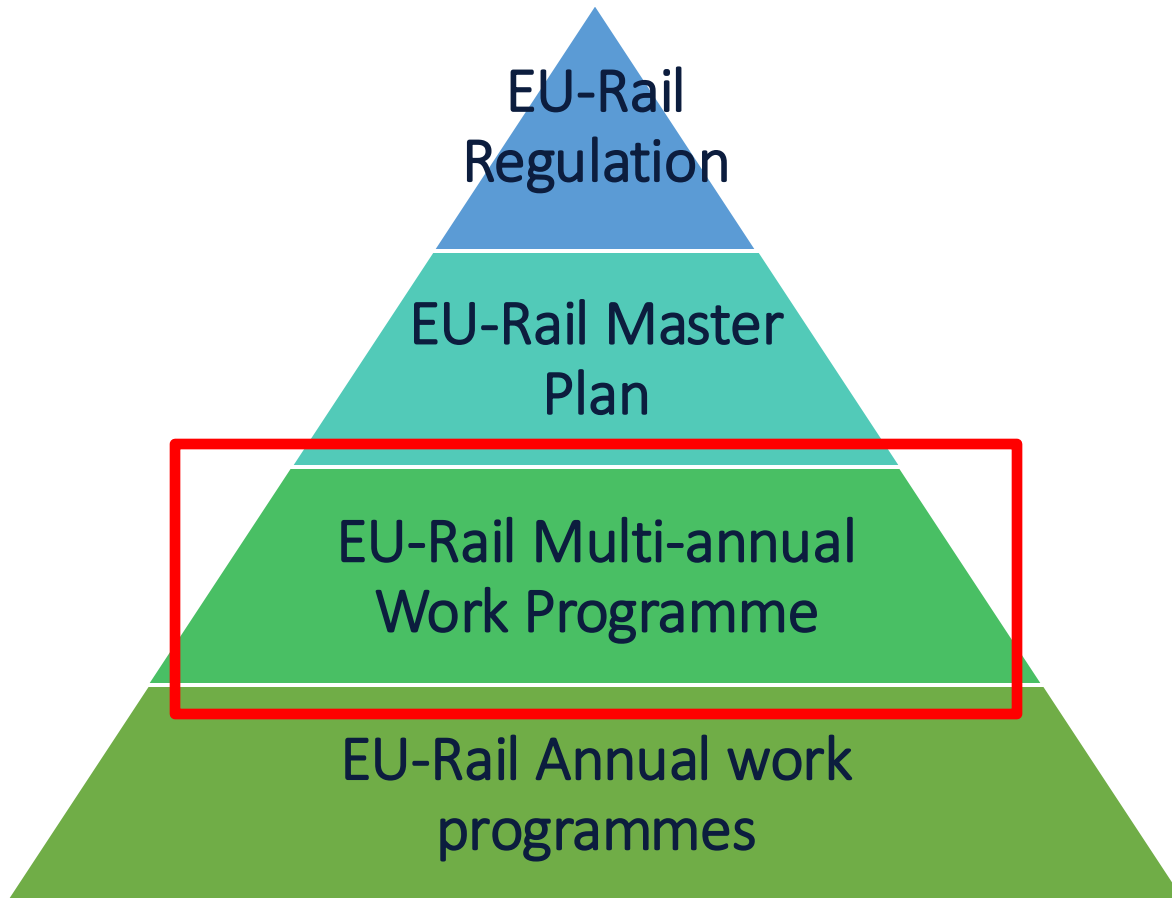 EU-Rail
Regulation
EU-Rail Master
Plan
EU-Rail Multi-annual
Work Programme
EU-Rail Annual work
programmes